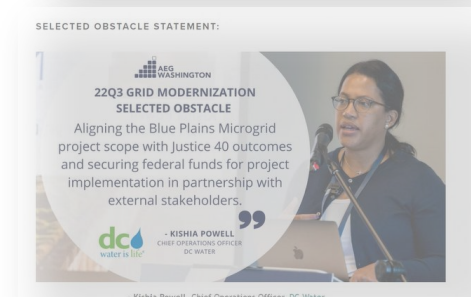 SELECTED OBSTACLE STATEMENT:
AEG
WASHINGTON
22Q3 GRID MODERNIZATION
SELECTED OBSTACLE
Aligning the Blue Plains Microgrid
project scope with Justice 40 outcomes
and securing federal funds for project
implementation in partnership with
external stakeholders.
dc
water is life
- KISHIA POWELL
CHIEF OPERATIONS OFFICER
DC WATER
Kishia Powell, Chief Operations Officer, DC Water